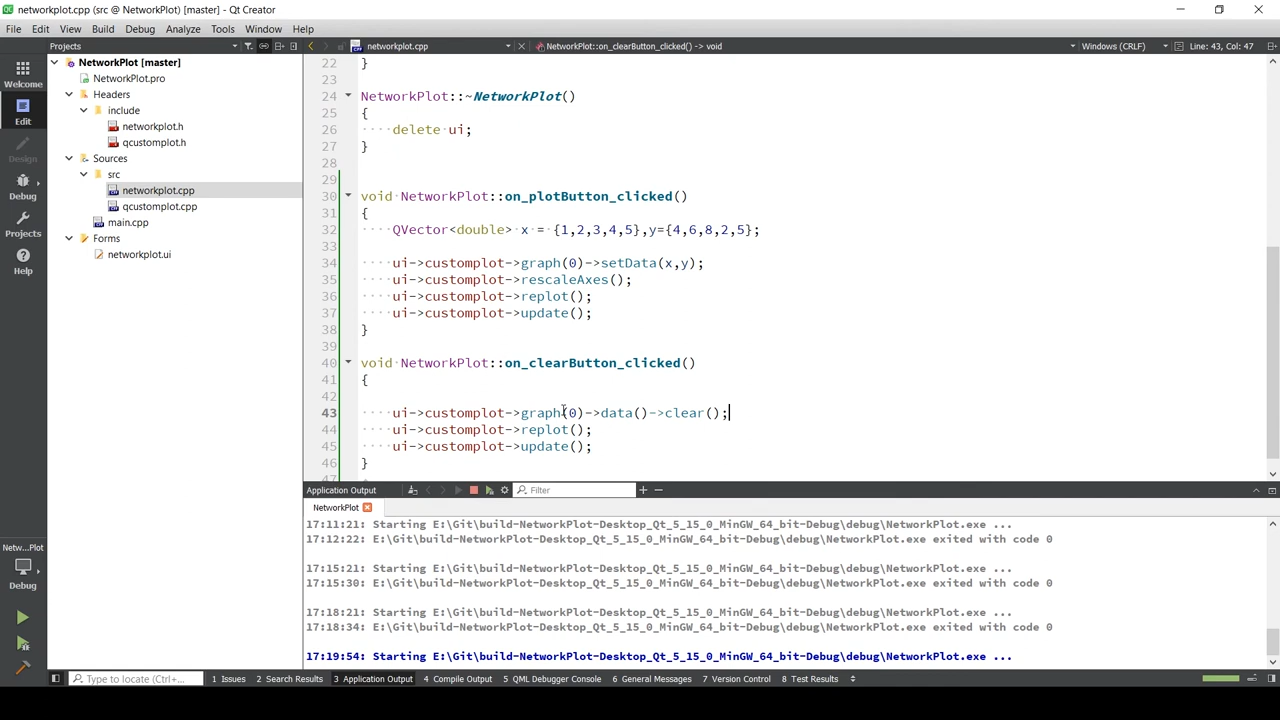 networkplot.cpp (src @ NetworkPlot) [master] - Qt Creator
File Edit View Build Debug Analyze Tools Window Help
Projects
networkplot.cpp
NetworkPlot::on_clearButton_clicked() -> void
Windows (CRLF)
Line: 43, Col: 47
Welcome
Edit
Design
Debug
Projects
Help
Netw...Plot
Debug
NetworkPlot [master]
NetworkPlot.pro
Headers
include
networkplot.h
qcustomplot.h
Sources
src
networkplot.cpp
qcustomplot.cpp
main.cpp
Forms
networkplot.ui
22 }
23
24 NetworkPlot::~NetworkPlot()
25 {
26 delete ui;
27 }
28
29
30 void NetworkPlot::on_plotButton_clicked()
31 {
32 QVector<double> x = {1,2,3,4,5},y={4,6,8,2,5};
33
34 ui->customplot->graph(0)->setData(x,y);
35 ui->customplot->rescaleAxes();
36 ui->customplot->replot();
37 ui->customplot->update();
38 }
39
40 void NetworkPlot::on_clearButton_clicked()
41 {
42
43 ui->customplot->graph(0)->data()->clear();
44 ui->customplot->replot();
45 ui->customplot->update();
46 }
47
Application Output
Filter
NetworkPlot
17:11:21: Starting E:\Git\build-NetworkPlot-Desktop_Qt_5_15_0_MinGW_64_bit-Debug\debug\NetworkPlot.exe ...
17:12:22: E:\Git\build-NetworkPlot-Desktop_Qt_5_15_0_MinGW_64_bit-Debug\debug\NetworkPlot.exe exited with code 0
17:15:21: Starting E:\Git\build-NetworkPlot-Desktop_Qt_5_15_0_MinGW_64_bit-Debug\debug\NetworkPlot.exe ...
17:15:30: E:\Git\build-NetworkPlot-Desktop_Qt_5_15_0_MinGW_64_bit-Debug\debug\NetworkPlot.exe exited with code 0
17:18:21: Starting E:\Git\build-NetworkPlot-Desktop_Qt_5_15_0_MinGW_64_bit-Debug\debug\NetworkPlot.exe ...
17:18:34: E:\Git\build-NetworkPlot-Desktop_Qt_5_15_0_MinGW_64_bit-Debug\debug\NetworkPlot.exe exited with code 0
17:19:54: Starting E:\Git\build-NetworkPlot-Desktop_Qt_5_15_0_MinGW_64_bit-Debug\debug\NetworkPlot.exe ...
Type to locate (Ctrl+...)
1 Issues 2 Search Results 3 Application Output 4 Compile Output 5 QML Debugger Console 6 General Messages 7 Version Control 8 Test Results